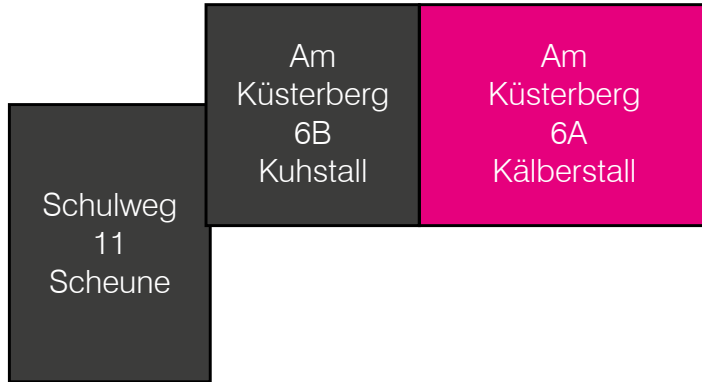 Am
Küsterberg
6B
Kuhstall
Am
Küsterberg
6A
Kälberstall
Schulweg
11
Scheune